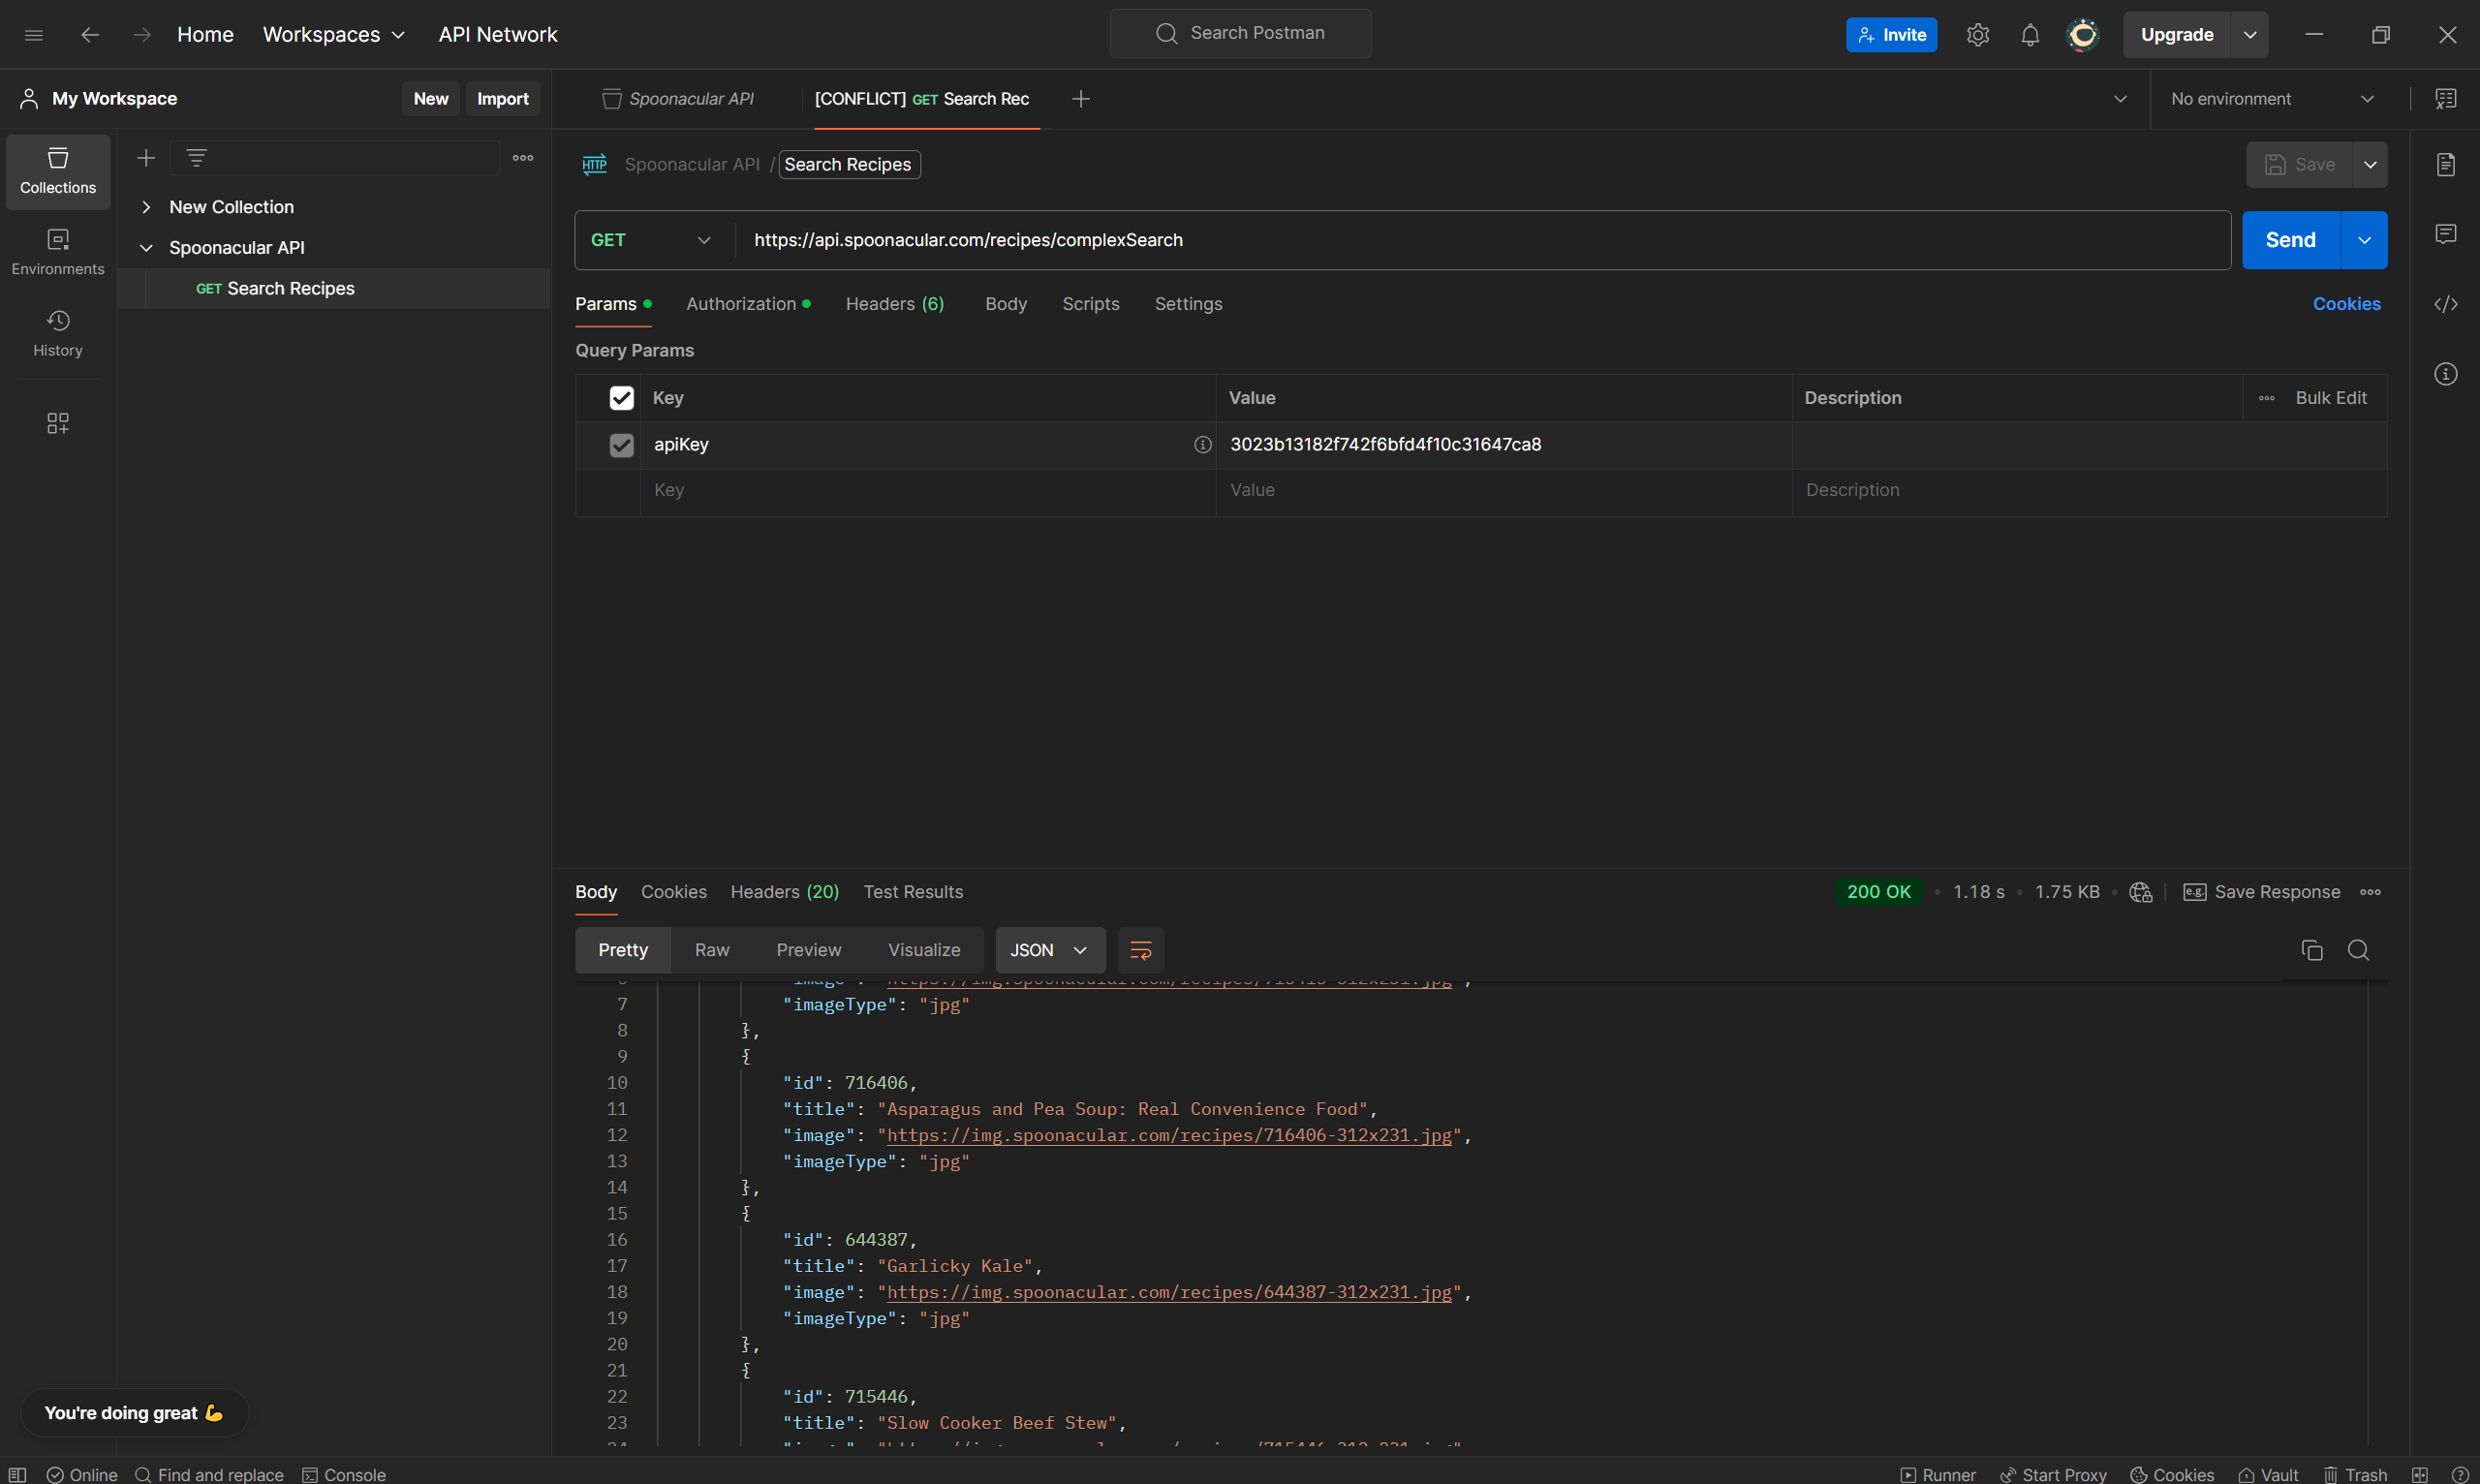 Home Workspaces API Network Search Postman Invite Upgrade
My Workspace New Import Spoonacular API [CONFLICT] GET Search Rec No environment
Collections
Environments
History
New Collection
Spoonacular API
GET Search Recipes
HTTP Spoonacular API / Search Recipes Save
GET https://api.spoonacular.com/recipes/complexSearch Send
Params Authorization Headers (6) Body Scripts Settings Cookies
Query Params
Key Value Description Bulk Edit
apiKey 3023b13182f742f6bfd4f10c31647ca8
Key Value Description
Body Cookies Headers (20) Test Results 200 OK 1.18 s 1.75 KB e.g. Save Response
Pretty Raw Preview Visualize JSON
7 "imageType": "jpg"
8 },
9 {
10 "id": 716406,
11 "title": "Asparagus and Pea Soup: Real Convenience Food",
12 "image": "https://img.spoonacular.com/recipes/716406-312x231.jpg",
13 "imageType": "jpg"
14 },
15 {
16 "id": 644387,
17 "title": "Garlicky Kale",
18 "image": "https://img.spoonacular.com/recipes/644387-312x231.jpg",
19 "imageType": "jpg"
20 },
21 {
22 "id": 715446,
23 "title": "Slow Cooker Beef Stew",
You're doing great 💪
Online Find and replace Console Runner Start Proxy Cookies Vault Trash